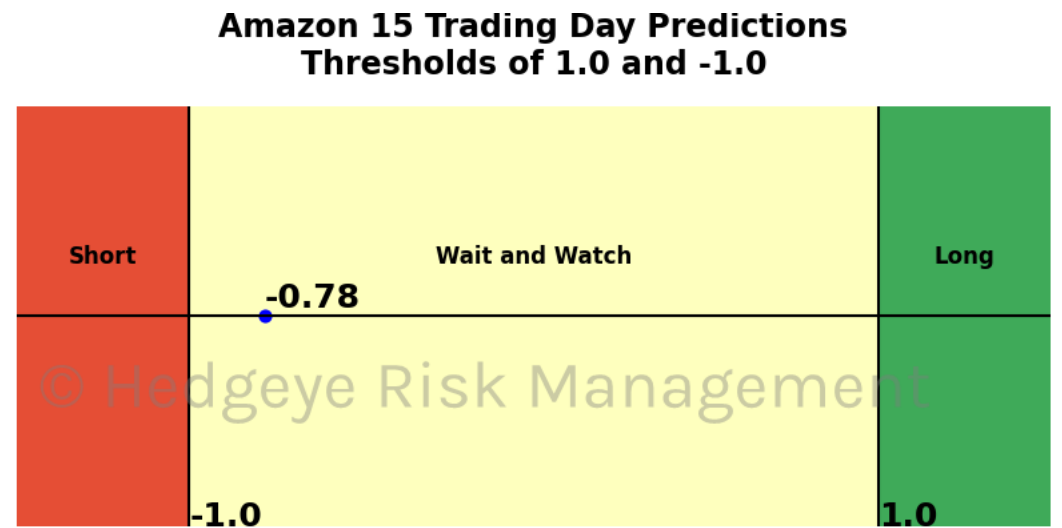 Amazon 15 Trading Day Predictions
Thresholds of 1.0 and -1.0
Short
Wait and Watch
Long
-0.78
© Hedgeye Risk Management
-1.0
1.0